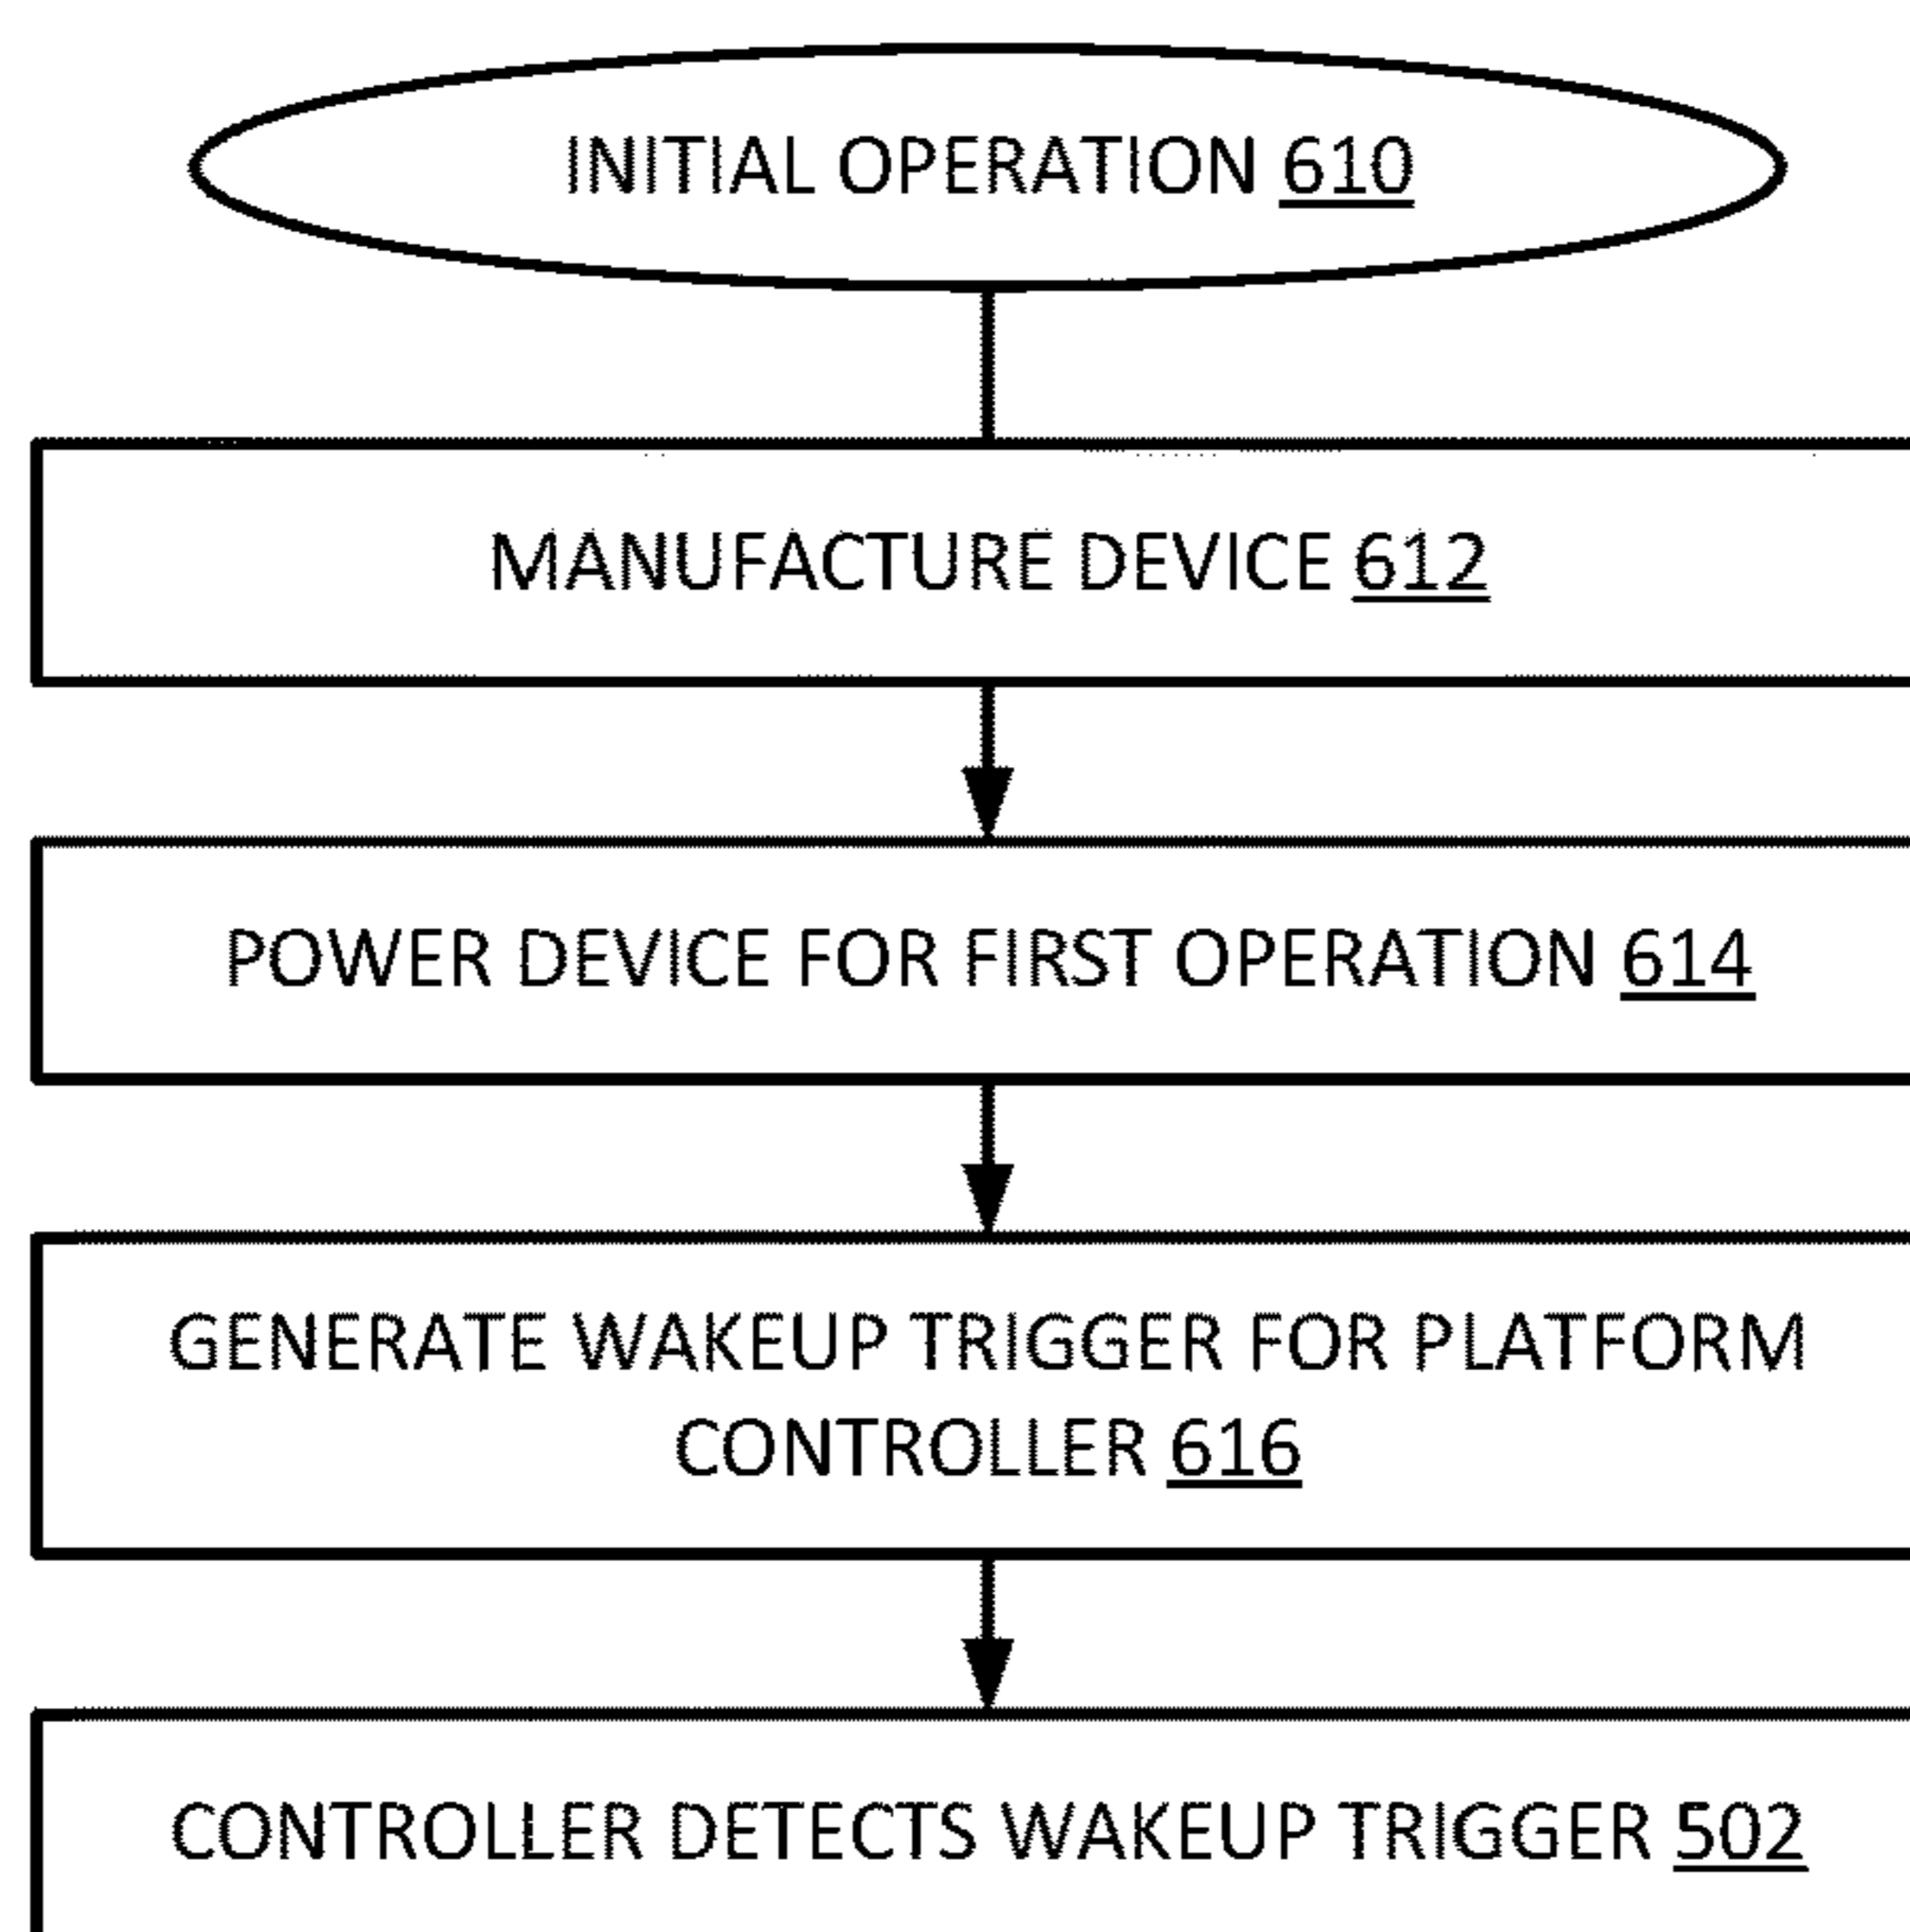 INITIAL OPERATION 610
MANUFACTURE DEVICE 612
POWER DEVICE FOR FIRST OPERATION 614
GENERATE WAKEUP TRIGGER FOR PLATFORM
CONTROLLER 616
CONTROLLER DETECTS WAKEUP TRIGGER 502